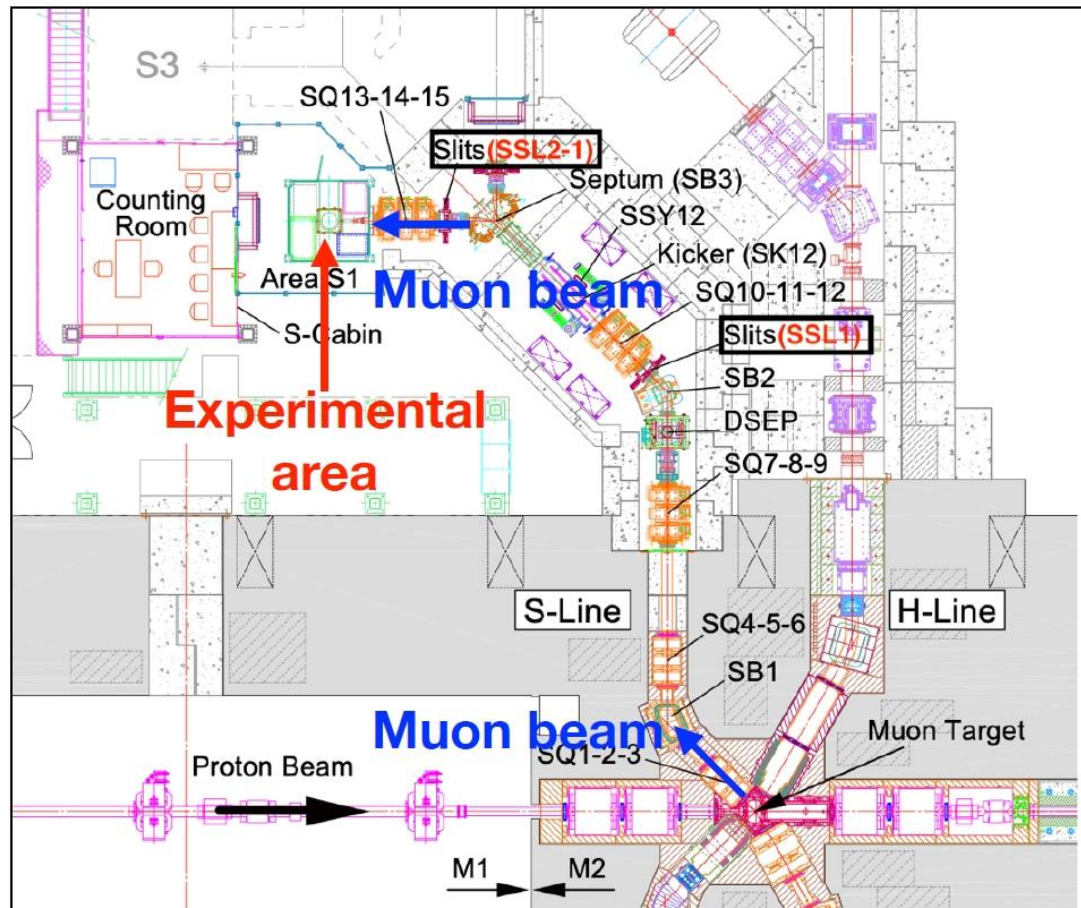 S3
SQ13-14-15
Slits(SSL2-1)
Septum (SB3)
SSY12
Kicker (SK12)
Counting
Room
Area S1
Muon beam
SQ10-11-12
S-Cabin
Slits(SSL1)
SB2
Experimental
area
DSEP
SQ7-8-9
S-Line
H-Line
SQ4-5-6
SB1
Muon beam
Muon Target
SQ1-2-3
Proton Beam
M1
M2